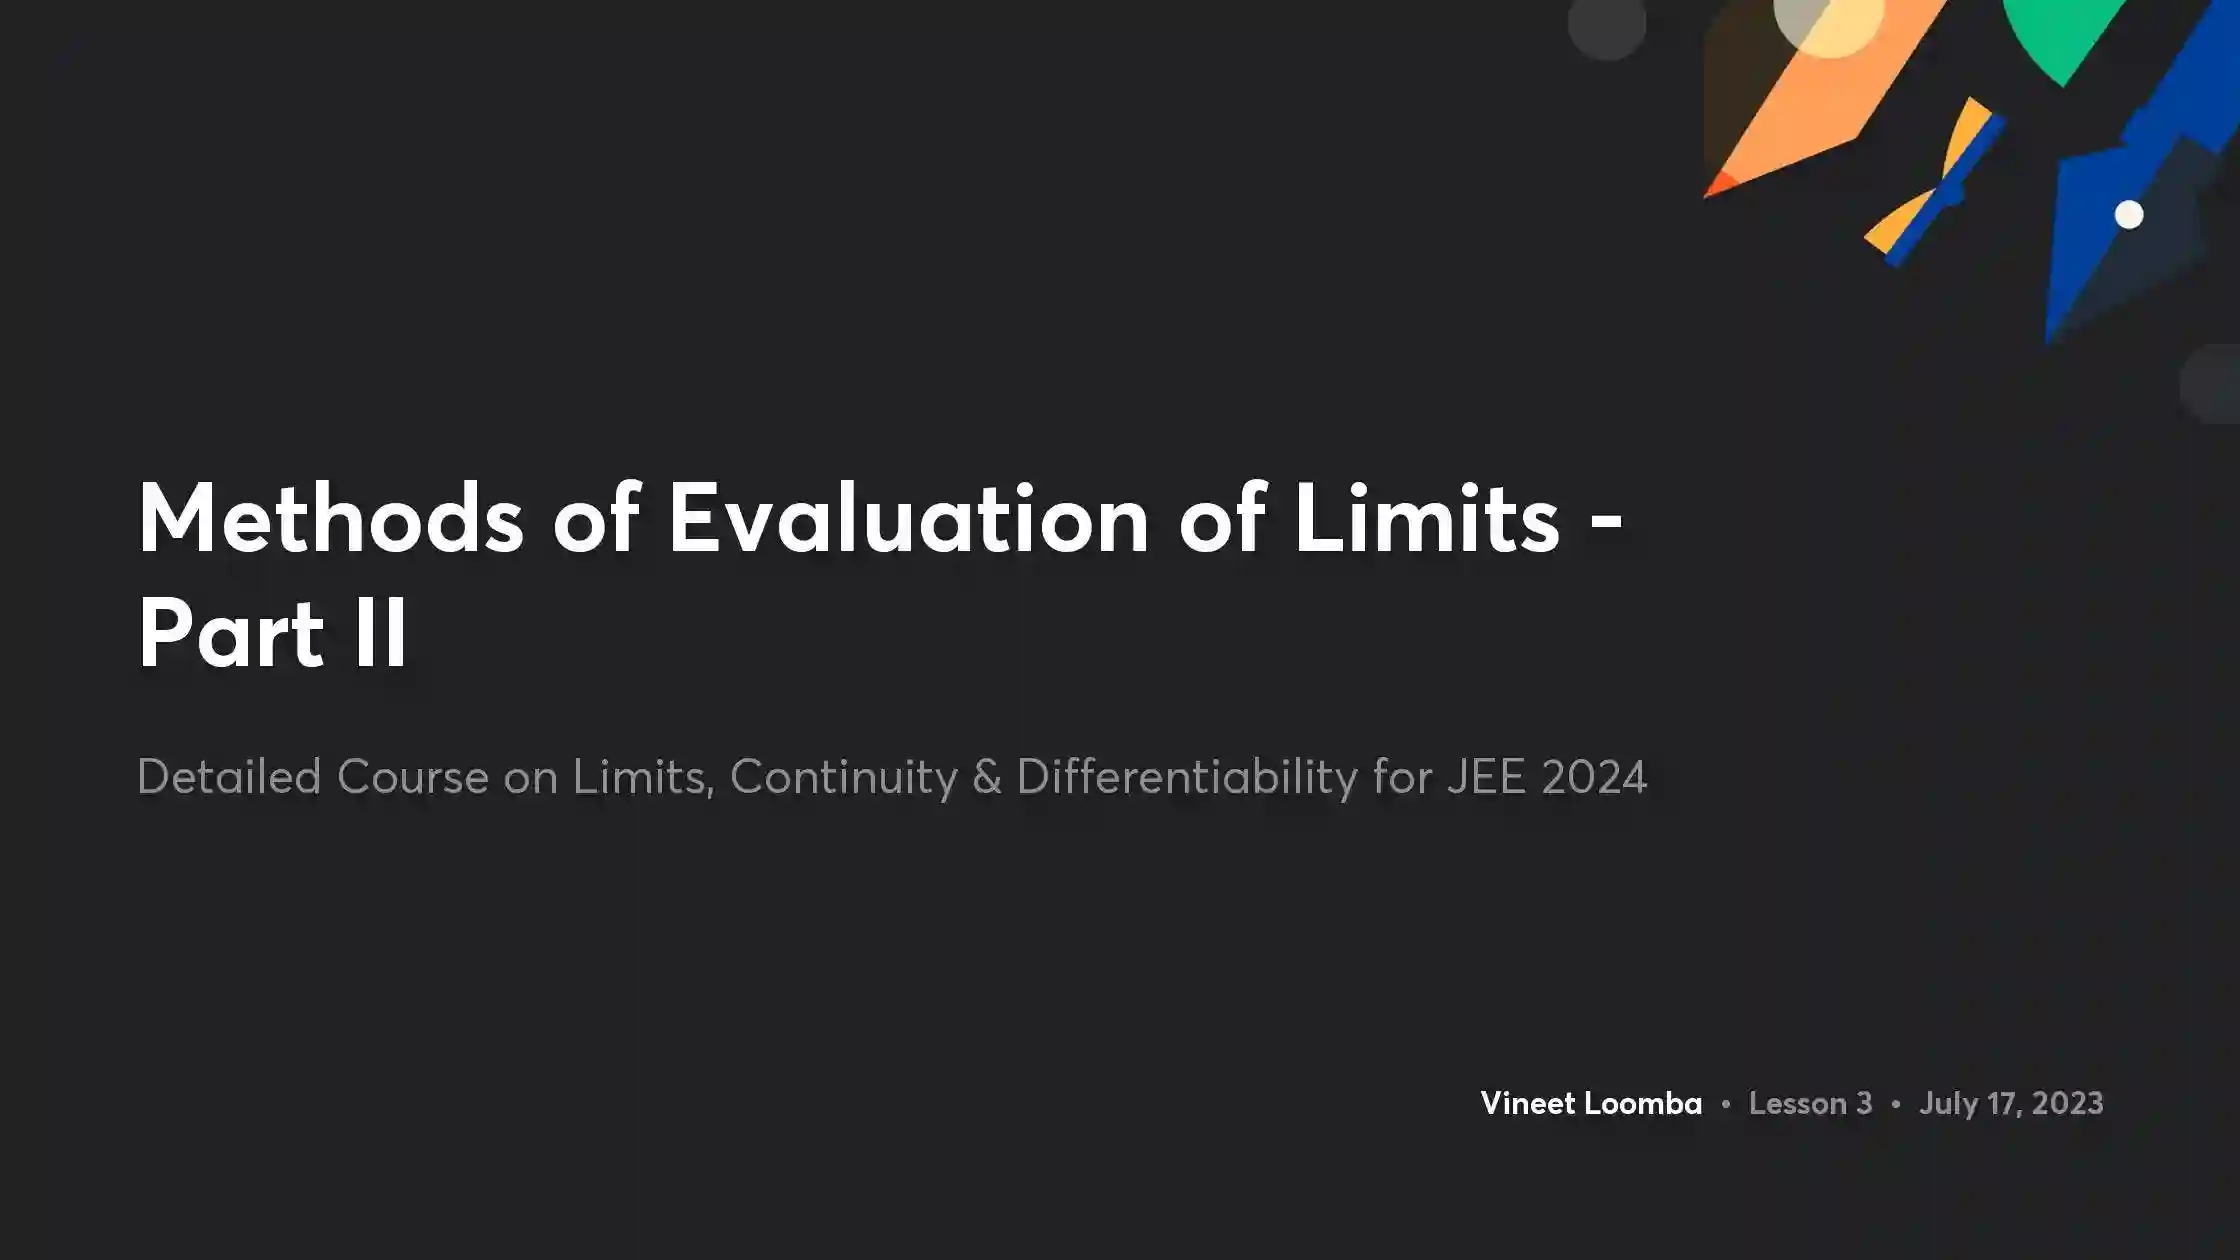 Methods of Evaluation of Limits -
Part II
Detailed Course on Limits, Continuity & Differentiability for JEE 2024
Vineet Loomba • Lesson 3 • July 17, 2023